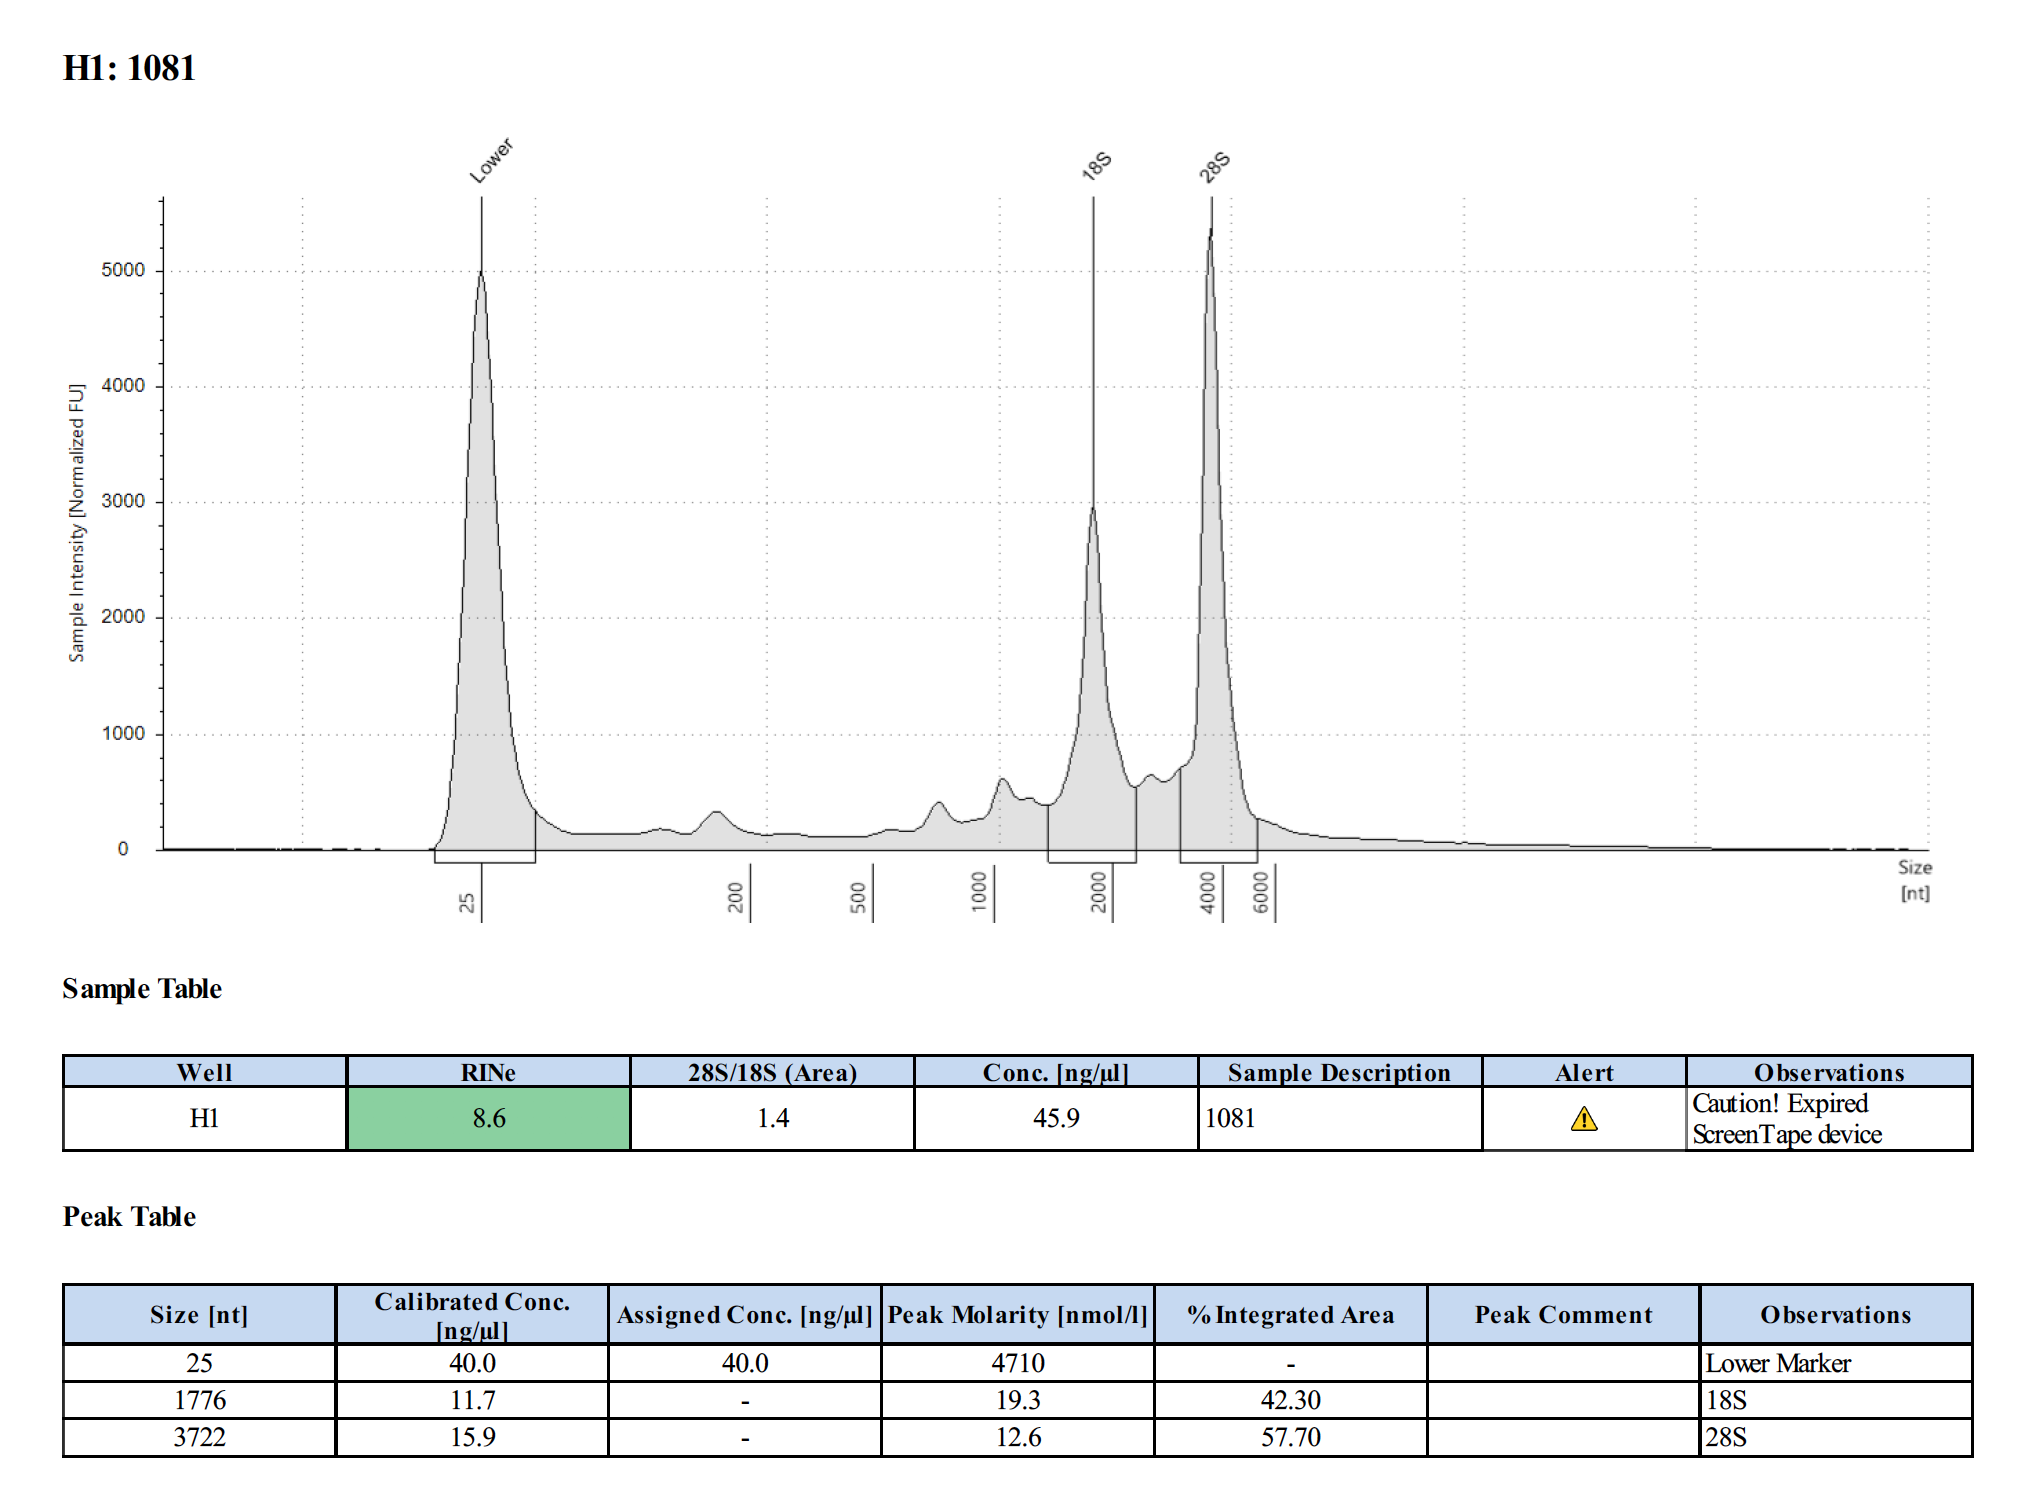 H1: 1081
Lower
18S
28S
Sample Intensity [Normalized FU]
5000
4000
3000
2000
1000
0
25
200
500
1000
2000
4000
6000
Size
[nt]
Sample Table
Well RINe 28S/18S (Area) Conc. [ng/µl] Sample Description Alert Observations
H1 8.6 1.4 45.9 1081 Caution! Expired
ScreenTape device
Peak Table
Size [nt] Calibrated Conc. [ng/µl] Assigned Conc. [ng/µl] Peak Molarity [nmol/l] % Integrated Area Peak Comment Observations
25 40.0 40.0 4710 - Lower Marker
1776 11.7 - 19.3 42.30 18S
3722 15.9 - 12.6 57.70 28S